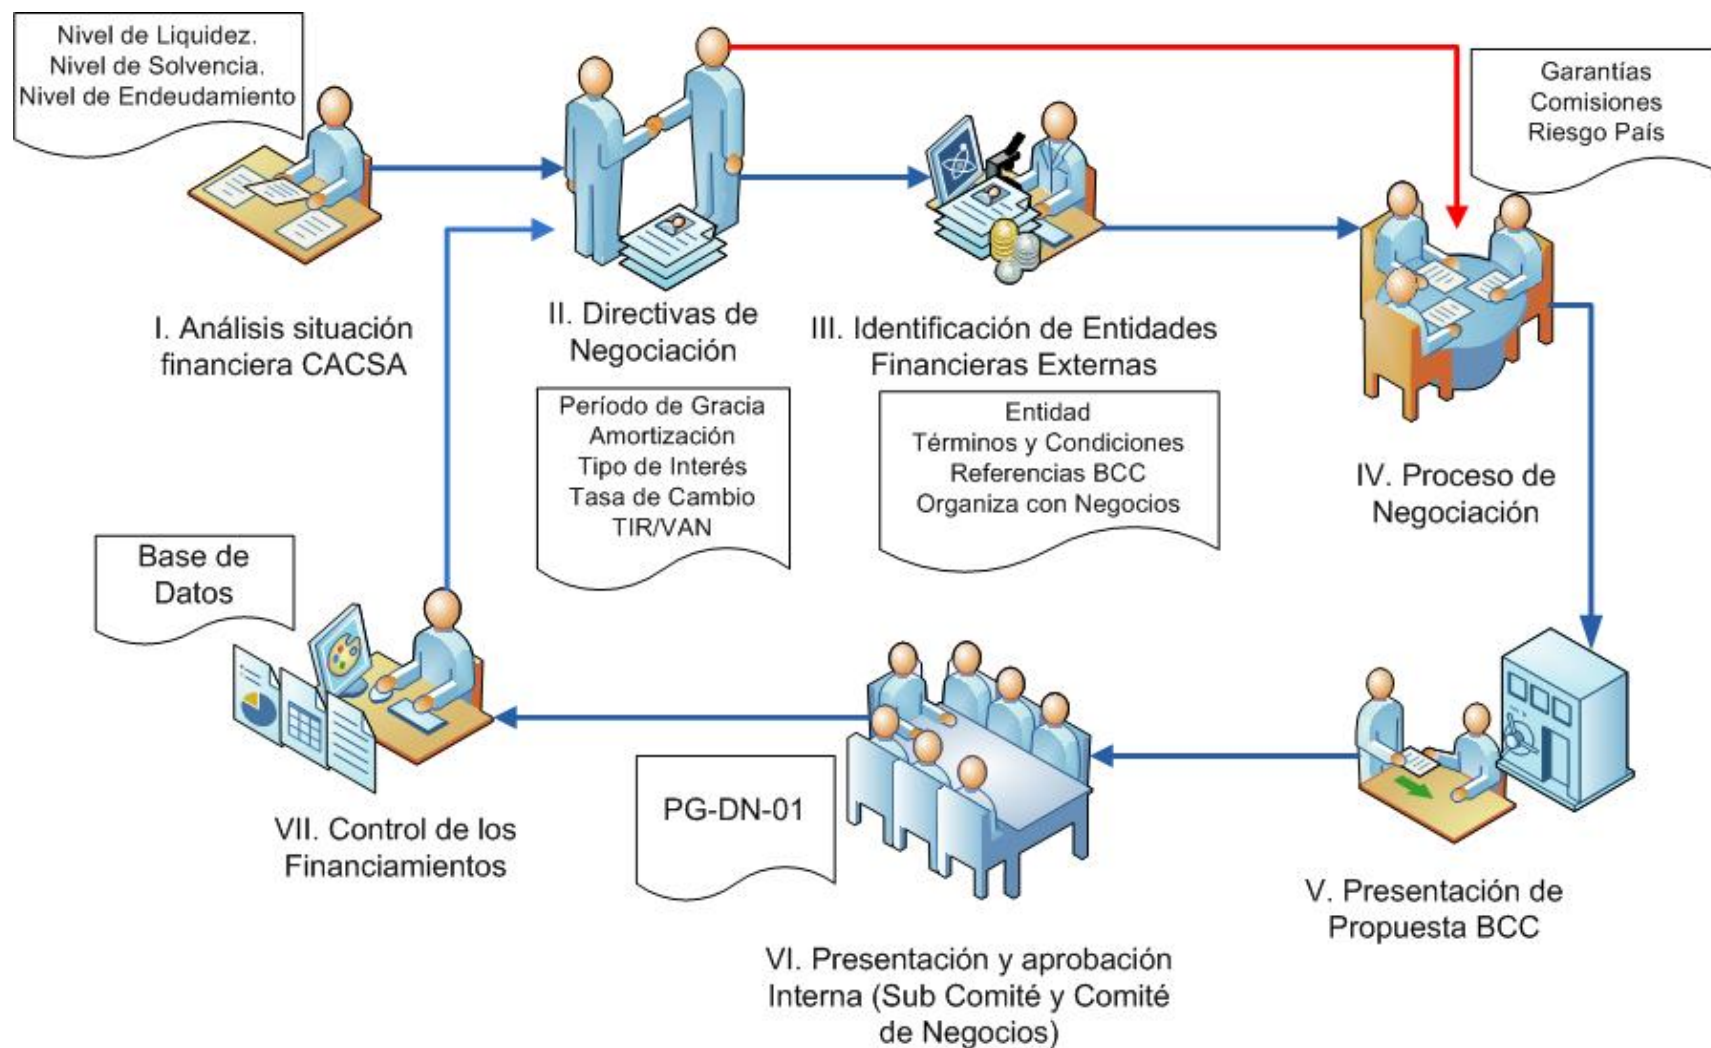 Nivel de Liquidez.
Nivel de Solvencia.
Nivel de Endeudamiento
I. Análisis situación
financiera CACSA
II. Directivas de
Negociación
Período de Gracia
Amortización
Tipo de Interés
Tasa de Cambio
TIR/VAN
III. Identificación de Entidades
Financieras Externas
Entidad
Términos y Condiciones
Referencias BCC
Organiza con Negocios
Garantías
Comisiones
Riesgo País
IV. Proceso de
Negociación
V. Presentación de
Propuesta BCC
PG-DN-01
VI. Presentación y aprobación
Interna (Sub Comité y Comité
de Negocios)
Base de
Datos
VII. Control de los
Financiamientos